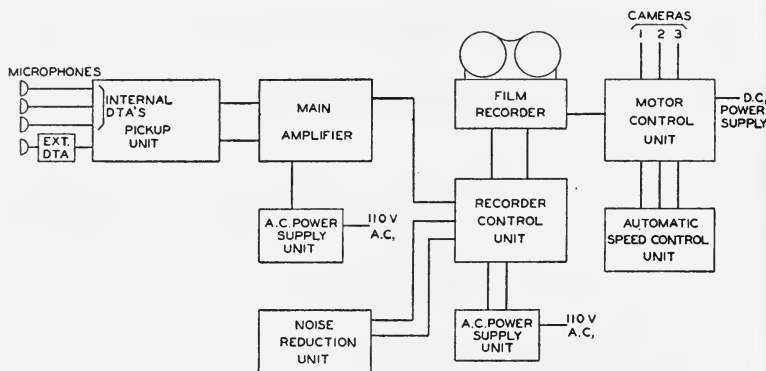 CAMERAS
1 2 3
MICROPHONES
INTERNAL
DTA'S
PICKUP
UNIT
EXT.
DTA
MAIN
AMPLIFIER
FILM
RECORDER
MOTOR
CONTROL
UNIT
D.C,
POWER
SUPPLY
A.C. POWER
SUPPLY
UNIT
110 V
A.C,
RECORDER
CONTROL
UNIT
AUTOMATIC
SPEED CONTROL
UNIT
NOISE
REDUCTION
UNIT
A.C. POWER
SUPPLY
UNIT
110 V
A.C,